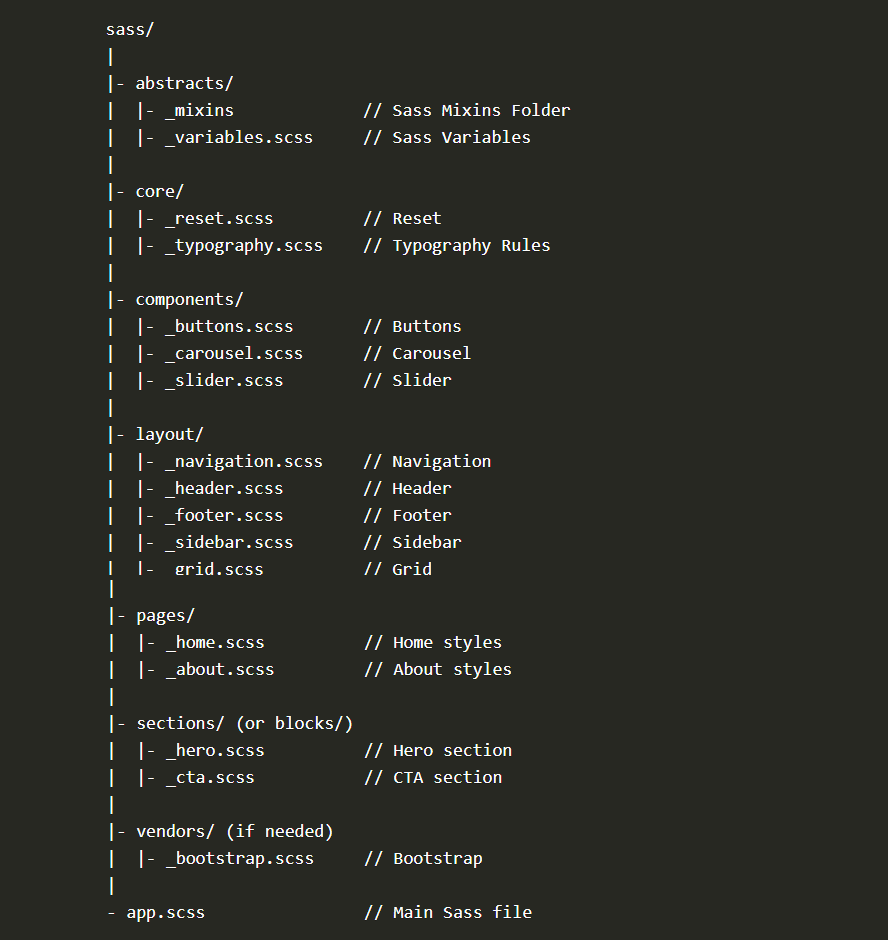 sass/
|
|- abstracts/
|  |- _mixins             // Sass Mixins Folder
|  |- _variables.scss     // Sass Variables
|
|- core/
|  |- _reset.scss         // Reset
|  |- _typography.scss    // Typography Rules
|
|- components/
|  |- _buttons.scss       // Buttons
|  |- _carousel.scss      // Carousel
|  |- _slider.scss        // Slider
|
|- layout/
|  |- _navigation.scss    // Navigation
|  |- _header.scss        // Header
|  |- _footer.scss        // Footer
|  |- _sidebar.scss       // Sidebar
|  |- _grid.scss          // Grid
|
|- pages/
|  |- _home.scss          // Home styles
|  |- _about.scss         // About styles
|
|- sections/ (or blocks/)
|  |- _hero.scss          // Hero section
|  |- _cta.scss           // CTA section
|
|- vendors/ (if needed)
|  |- _bootstrap.scss     // Bootstrap
|
- app.scss                // Main Sass file